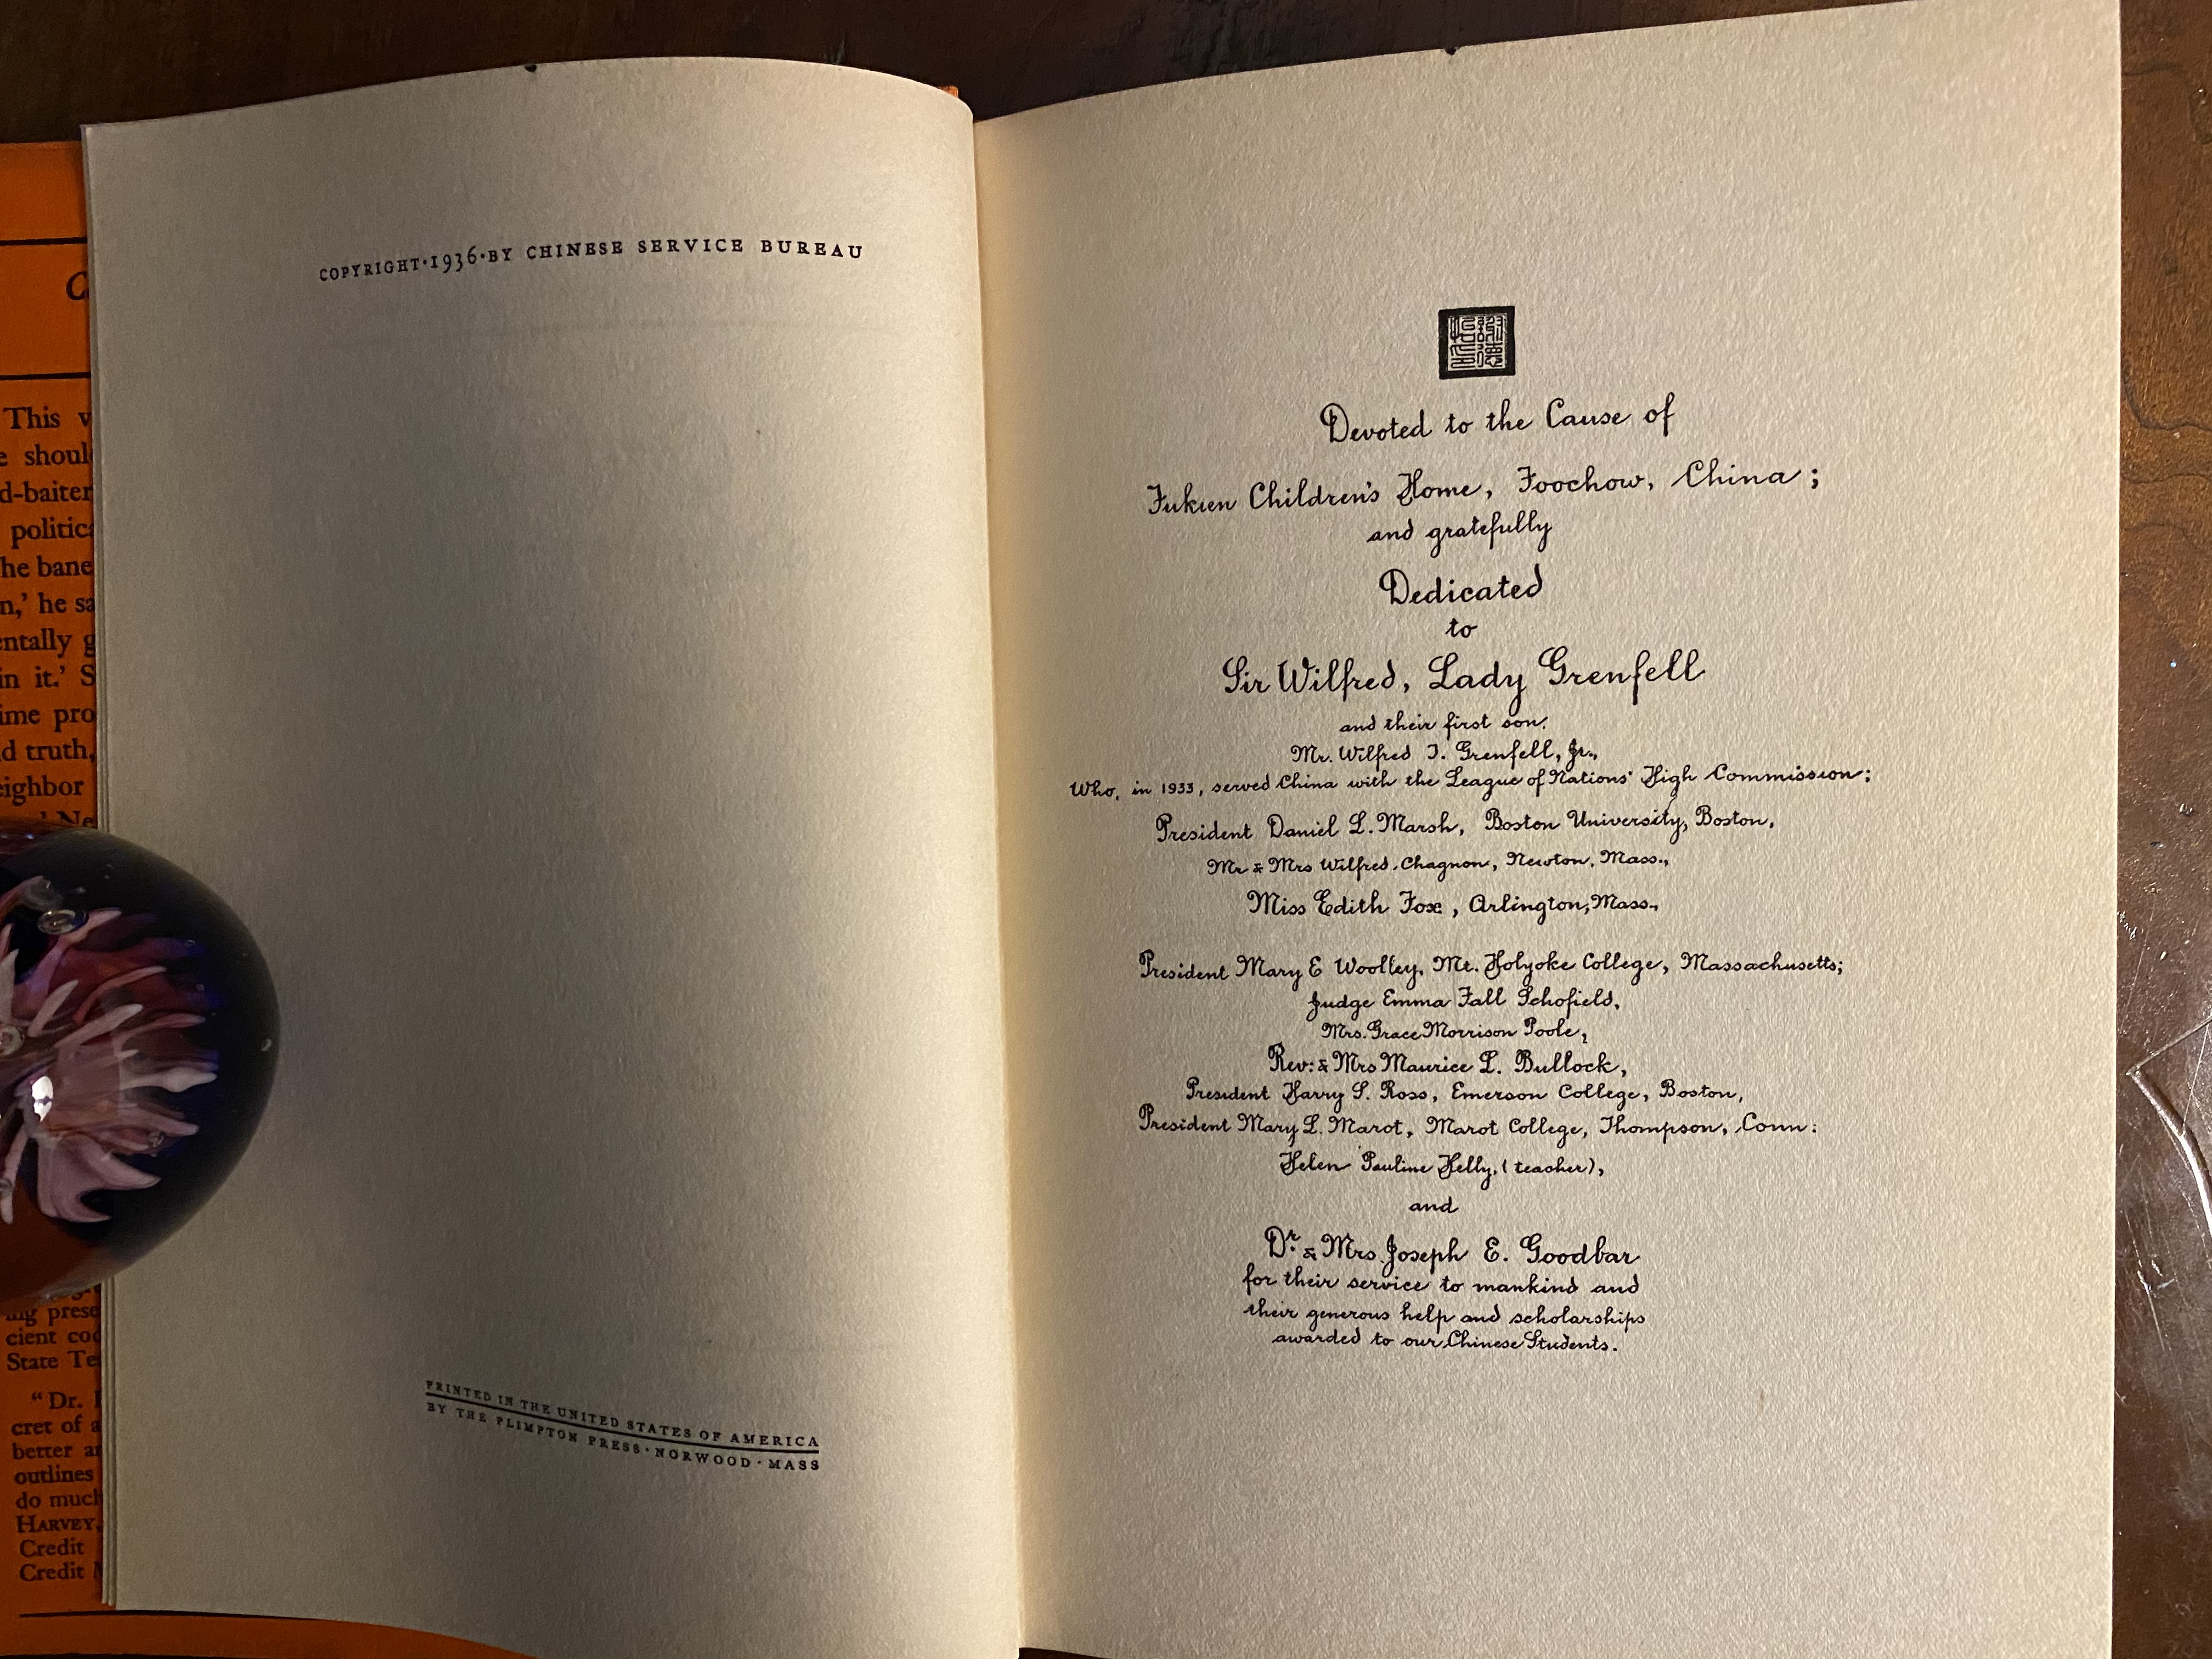 This
e shoul
d-baiter
politic
he bane
n,' he sa
entally g
in it.' S
ime pro
d truth,
eighbor
Ne
ing prese
cient co
State Te
"Dr.
cret of a
better a
outlines
do much
HARVEY,
Credit
Credit
COPYRIGHT·1936·BY CHINESE SERVICE BUREAU
PRINTED IN THE UNITED STATES OF AMERICA
BY THE PLIMPTON PRESS·NORWOOD·MASS
Devoted to the Cause of
Fukien Children's Home, Foochow, China;
and gratefully
Dedicated
to
Sir Wilfred, Lady Grenfell
and their first son.
Mr. Wilfred T. Grenfell, Jr.,
Who, in 1933, served China with the League of Nations' High Commission;
President Daniel L. Marsh, Boston University, Boston,
Mr & Mrs Wilfred Chagnon, Newton, Mass.,
Miss Edith Fox, Arlington, Mass.,
President Mary E Woolley, Mt. Holyoke College, Massachusetts;
Judge Emma Fall Schofield,
Mrs. Grace Morrison Poole,
Rev: & Mrs Maurice L. Bullock,
President Harry S. Ross, Emerson College, Boston,
President Mary L. Marot, Marot College, Thompson, Conn:
Helen Pauline Kelly, (teacher),
and
Dr. & Mrs. Joseph E. Goodbar
for their service to mankind and
their generous help and scholarships
awarded to our Chinese Students.